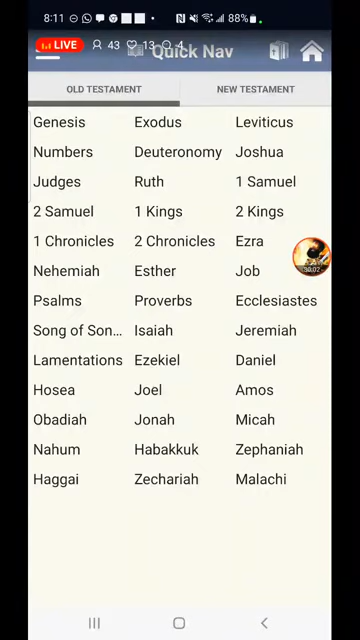 8:11 88%
LIVE 43 13 4
Quick Nav
OLD TESTAMENT NEW TESTAMENT
Genesis Exodus Leviticus
Numbers Deuteronomy Joshua
Judges Ruth 1 Samuel
2 Samuel 1 Kings 2 Kings
1 Chronicles 2 Chronicles Ezra
00:02
Nehemiah Esther Job
Psalms Proverbs Ecclesiastes
Song of Son... Isaiah Jeremiah
Lamentations Ezekiel Daniel
Hosea Joel Amos
Obadiah Jonah Micah
Nahum Habakkuk Zephaniah
Haggai Zechariah Malachi